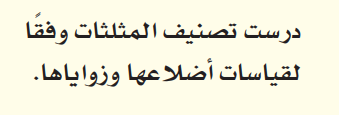 درست تصنيف المثلثات وفقًا
لقياسات أضلاعها وزواياها.